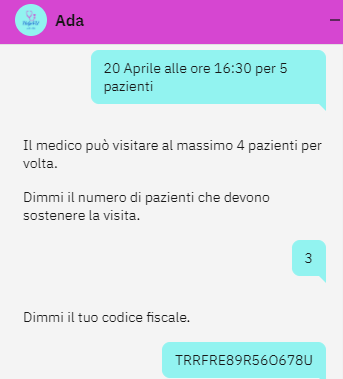 Ada
20 Aprile alle ore 16:30 per 5
pazienti
Il medico può visitare al massimo 4 pazienti per
volta.
Dimmi il numero di pazienti che devono
sostenere la visita.
3
Dimmi il tuo codice fiscale.
TRRFRE89R56O678U